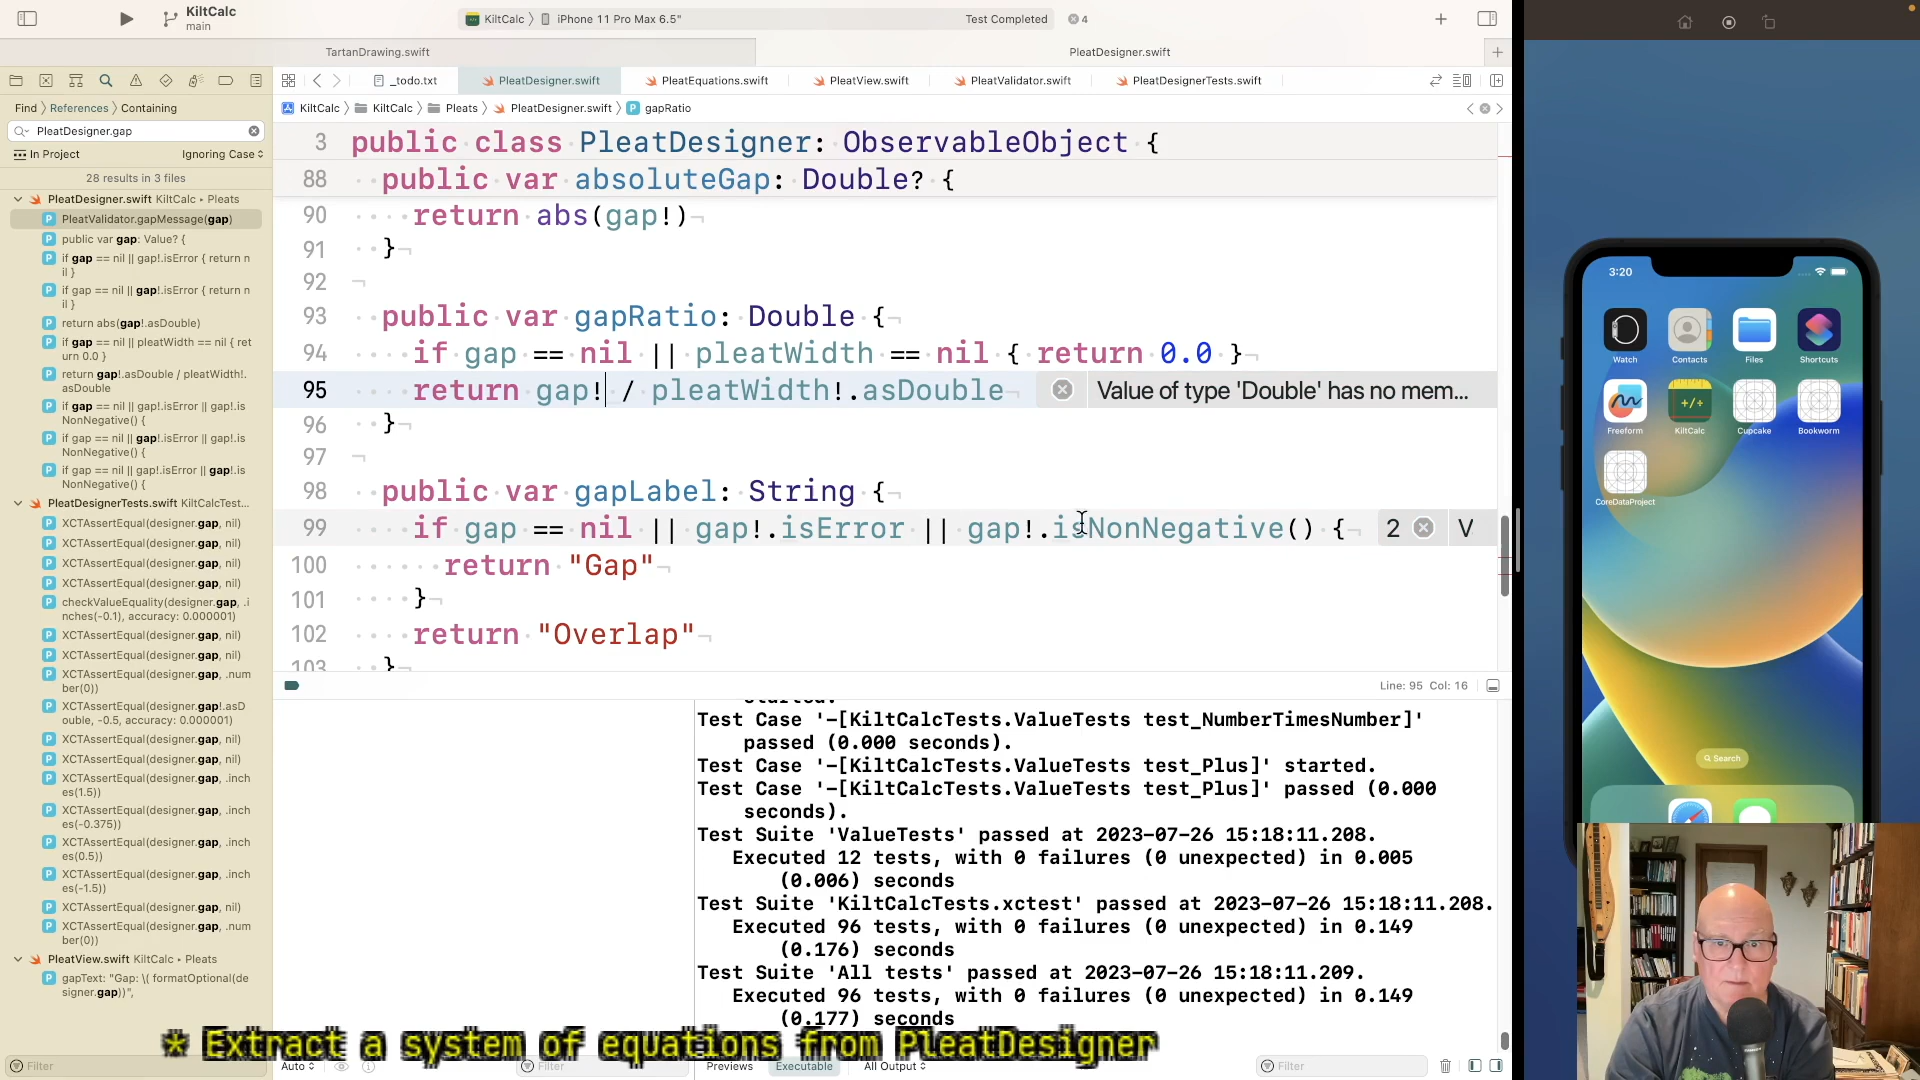 KiltCalc
main
KiltCalc
iPhone 11 Pro Max 6.5"
Test Completed
4
TartanDrawing.swift
PleatDesigner.swift
_todo.txt
PleatDesigner.swift
PleatEquations.swift
PleatView.swift
PleatValidator.swift
PleatDesignerTests.swift
Find
References
Containing
KiltCalc
KiltCalc
Pleats
PleatDesigner.swift
gapRatio
PleatDesigner.gap
In Project
Ignoring Case
28 results in 3 files
PleatDesigner.swift KiltCalc • Pleats
PleatValidator.gapMessage(gap)
public var gap: Value? {
if gap == nil || gap!.isError { return n
il }
if gap == nil || gap!.isError { return n
il }
return abs(gap!.asDouble)
if gap == nil || pleatWidth == nil { ret
urn 0.0 }
return gap!.asDouble / pleatWidth!.
asDouble
if gap == nil || gap!.isError || gap!.is
NonNegative() {
if gap == nil || gap!.isError || gap!.is
NonNegative() {
if gap == nil || gap!.isError || gap!.is
NonNegative() {
PleatDesignerTests.swift KiltCalcTest...
XCTAssertEqual(designer.gap, nil)
XCTAssertEqual(designer.gap, nil)
XCTAssertEqual(designer.gap, nil)
XCTAssertEqual(designer.gap, nil)
checkValueEquality(designer.gap, .i
nches(-0.1), accuracy: 0.000001)
XCTAssertEqual(designer.gap, nil)
XCTAssertEqual(designer.gap, nil)
XCTAssertEqual(designer.gap, .num
ber(0))
XCTAssertEqual(designer.gap!.asD
ouble, -0.5, accuracy: 0.000001)
XCTAssertEqual(designer.gap, nil)
XCTAssertEqual(designer.gap, nil)
XCTAssertEqual(designer.gap, .inch
es(1.5))
XCTAssertEqual(designer.gap, .inch
es(-0.375))
XCTAssertEqual(designer.gap, .inch
es(0.5))
XCTAssertEqual(designer.gap, .inch
es(-1.5))
XCTAssertEqual(designer.gap, nil)
XCTAssertEqual(designer.gap, .num
ber(0))
PleatView.swift KiltCalc • Pleats
gapText: "Gap: \( formatOptional(de
signer.gap))",
Filter
3 public class PleatDesigner: ObservableObject {
88 public var absoluteGap: Double? {
90 return abs(gap!)
91 }
92
93 public var gapRatio: Double {
94 if gap == nil || pleatWidth == nil { return 0.0 }
95 return gap! / pleatWidth!.asDouble Value of type 'Double' has no mem...
96 }
97
98 public var gapLabel: String {
99 if gap == nil || gap!.isError || gap!.isNonNegative() { 2 V
100 return "Gap"
101 }
102 return "Overlap"
103 }
Line: 95 Col: 16
started.
Test Case '-[KiltCalcTests.ValueTests test_NumberTimesNumber]'
passed (0.000 seconds).
Test Case '-[KiltCalcTests.ValueTests test_Plus]' started.
Test Case '-[KiltCalcTests.ValueTests test_Plus]' passed (0.000
seconds).
Test Suite 'ValueTests' passed at 2023-07-26 15:18:11.208.
Executed 12 tests, with 0 failures (0 unexpected) in 0.005
(0.006) seconds
Test Suite 'KiltCalcTests.xctest' passed at 2023-07-26 15:18:11.208.
Executed 96 tests, with 0 failures (0 unexpected) in 0.149
(0.176) seconds
Test Suite 'All tests' passed at 2023-07-26 15:18:11.209.
Executed 96 tests, with 0 failures (0 unexpected) in 0.149
(0.177) seconds
* Extract a system of equations from PleatDesigner
Auto
Filter
Previews
Executable
All Output
Filter
3:20
Watch
Contacts
Files
Shortcuts
+/÷
Freeform
KiltCalc
Cupcake
Bookworm
CoreDataProject
Search